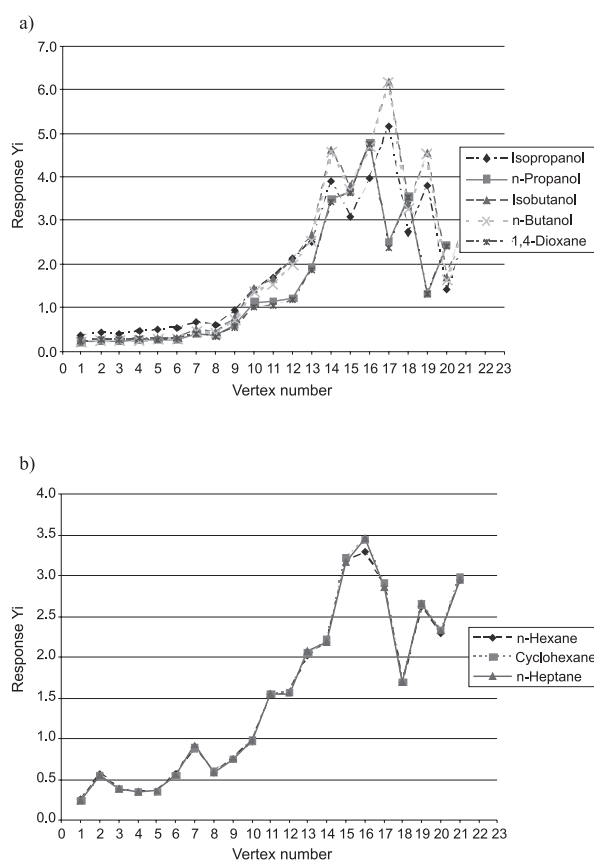 a)
7.0
6.0
5.0
4.0
3.0
2.0
1.0
0.0
Response Yi
0 1 2 3 4 5 6 7 8 9 10 11 12 13 14 15 16 17 18 19 20 21 22 23
Vertex number
Isopropanol
n-Propanol
Isobutanol
n-Butanol
1,4-Dioxane
b)
4.0
3.5
3.0
2.5
2.0
1.5
1.0
0.5
0.0
Response Yi
0 1 2 3 4 5 6 7 8 9 10 11 12 13 14 15 16 17 18 19 20 21 22 23
Vertex number
n-Hexane
Cyclohexane
n-Heptane